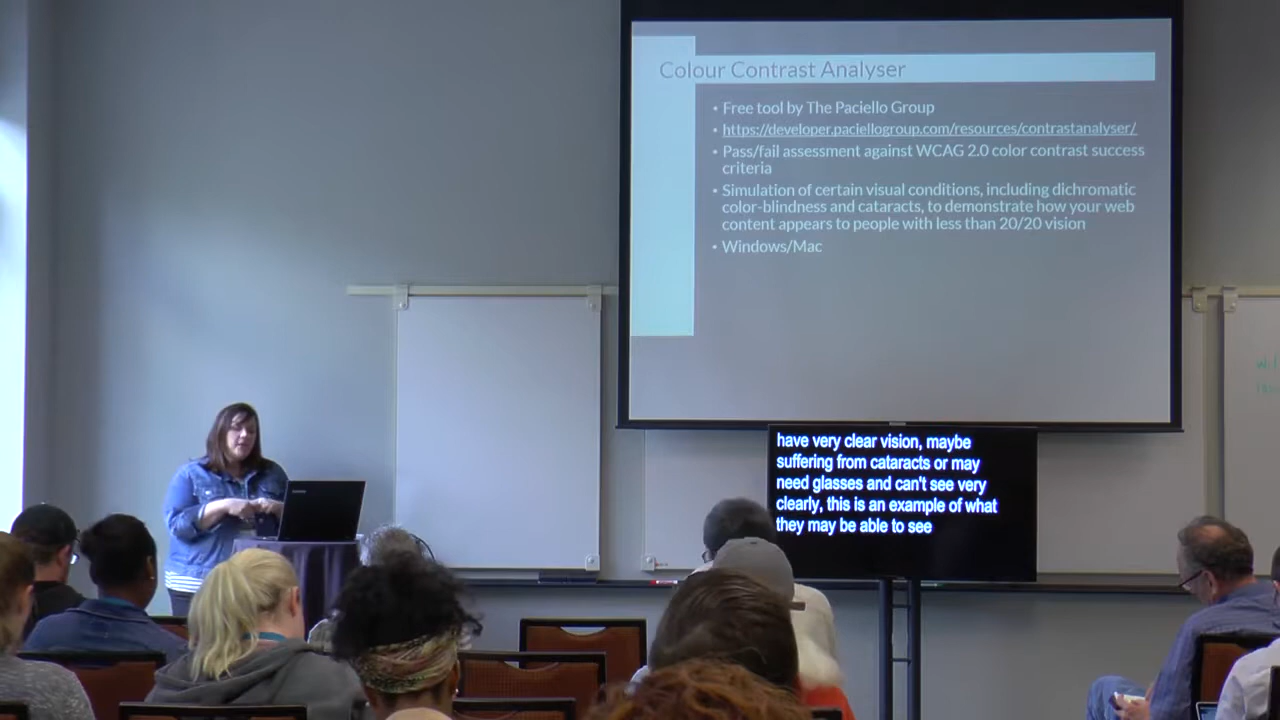 Colour Contrast Analyser
• Free tool by The Paciello Group
• https://developer.paciellogroup.com/resources/contrastanalyser/
• Pass/fail assessment against WCAG 2.0 color contrast success
criteria
• Simulation of certain visual conditions, including dichromatic
color-blindness and cataracts, to demonstrate how your web
content appears to people with less than 20/20 vision
• Windows/Mac
have very clear vision, maybe
suffering from cataracts or may
need glasses and can't see very
clearly, this is an example of what
they may be able to see